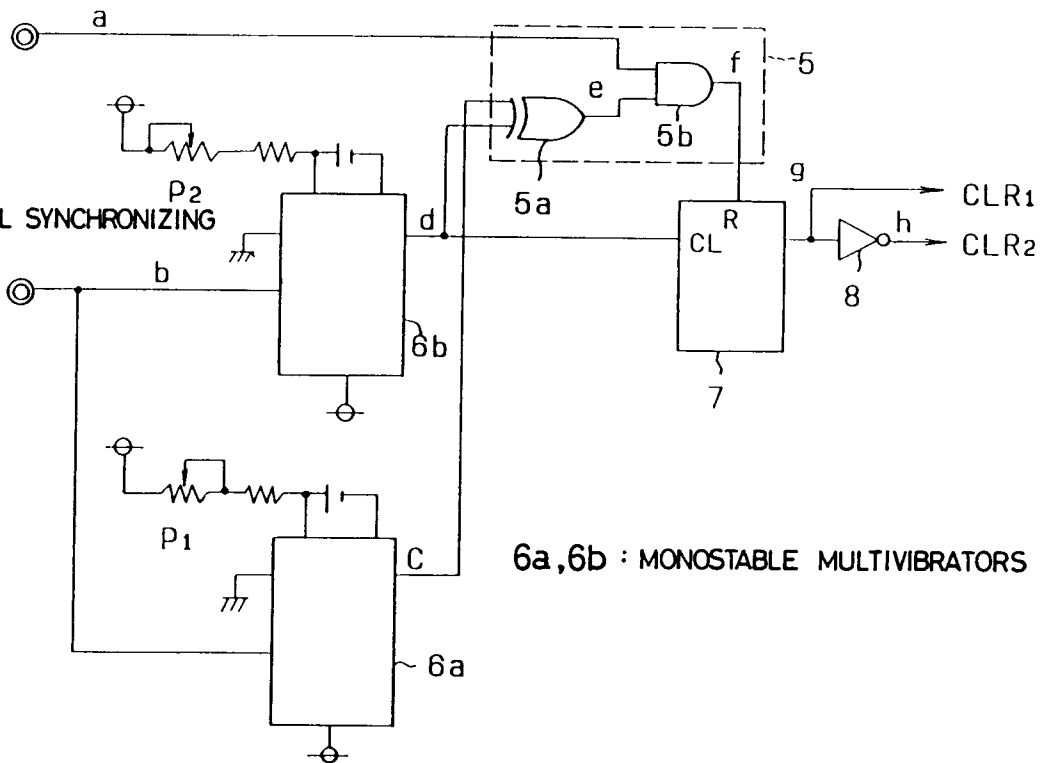 a
5
f
e
5b
5a
P2
g
CLR1
L SYNCHRONIZING
d
R
CL
h
CLR2
b
8
6b
7
P1
C
6a,6b : MONOSTABLE MULTIVIBRATORS
6a